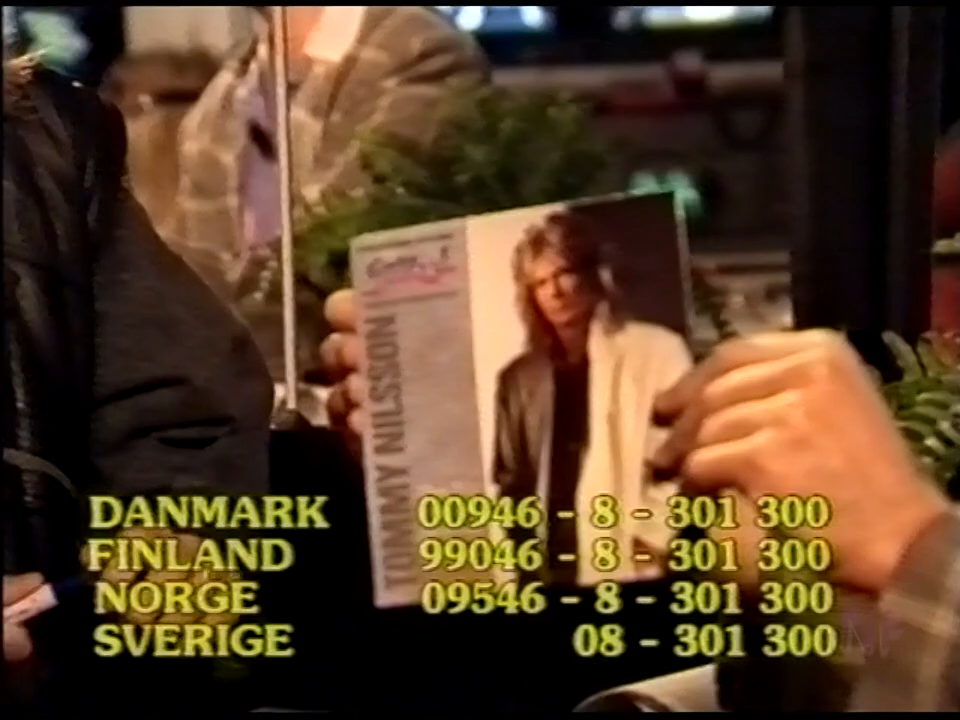 TOMMY NILSSON
DANMARK 00946 - 8 - 301 300
FINLAND 99046 - 8 - 301 300
NORGE 09546 - 8 - 301 300
SVERIGE 08 - 301 300